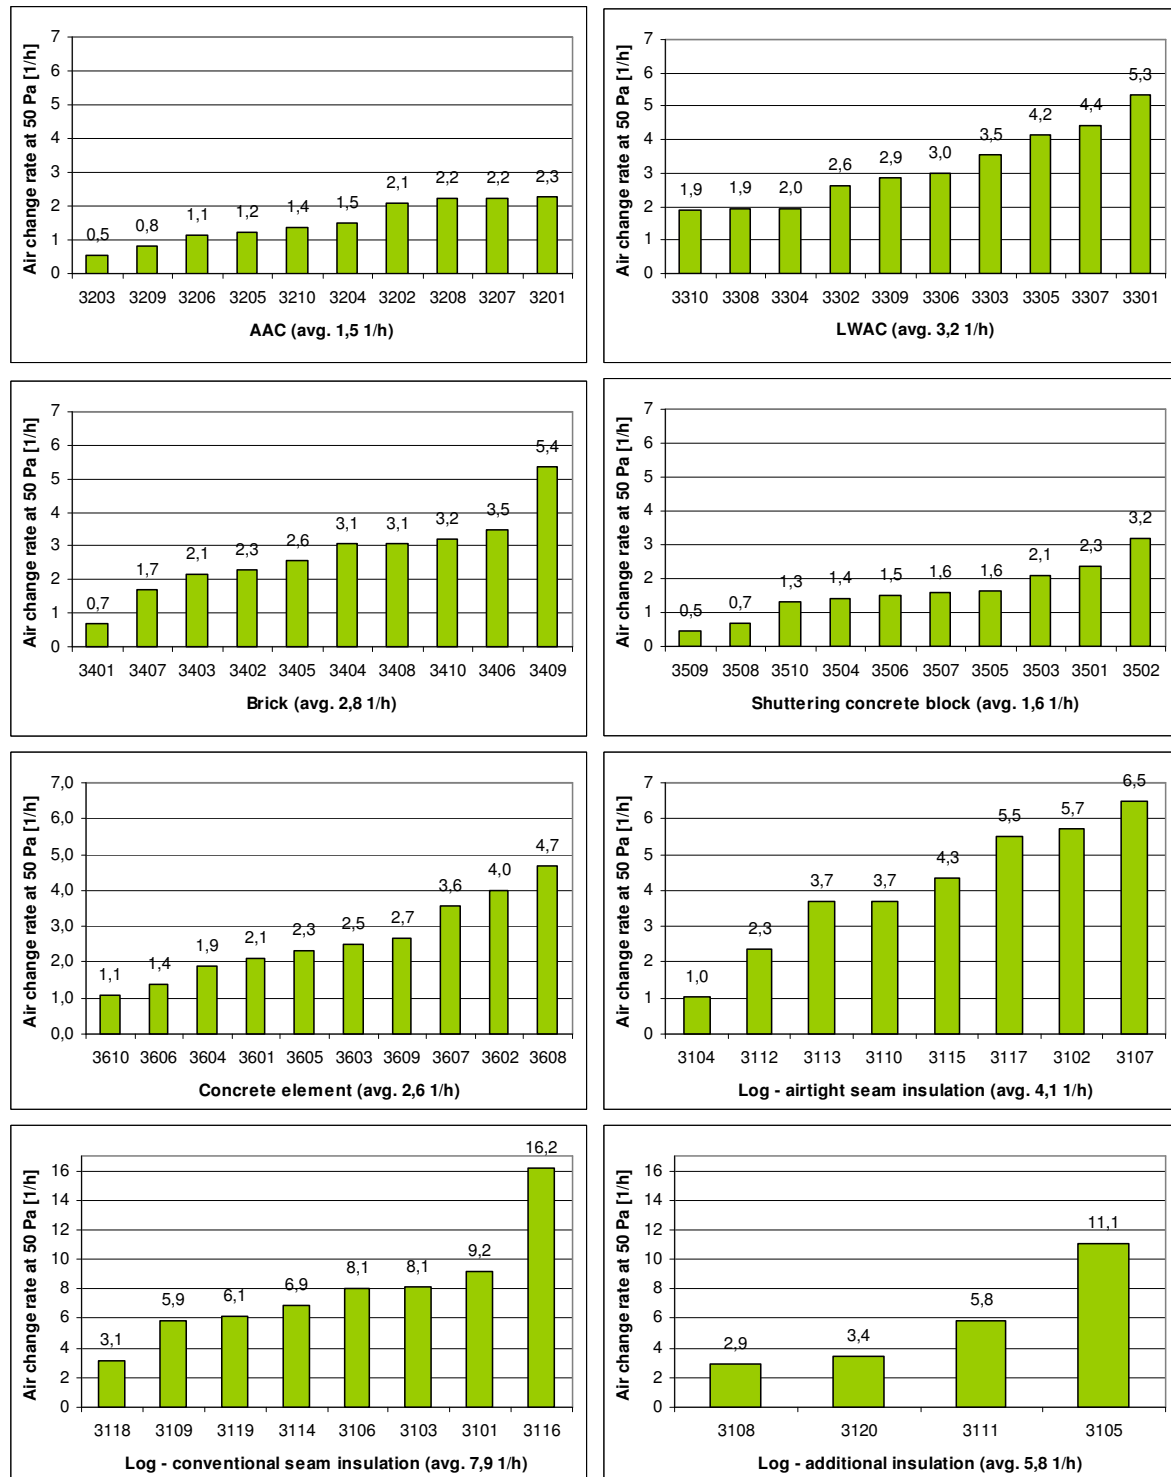 Air change rate at 50 Pa [1/h]
7
6
5
4
3
2
1
0
0,5 0,8 1,1 1,2 1,4 1,5 2,1 2,2 2,2 2,3
3203 3209 3206 3205 3210 3204 3202 3208 3207 3201
AAC (avg. 1,5 1/h)
Air change rate at 50 Pa [1/h]
7
6
5
4
3
2
1
0
1,9 1,9 2,0 2,6 2,9 3,0 3,5 4,2 4,4 5,3
3310 3308 3304 3302 3309 3306 3303 3305 3307 3301
LWAC (avg. 3,2 1/h)
Air change rate at 50 Pa [1/h]
7
6
5
4
3
2
1
0
0,7 1,7 2,1 2,3 2,6 3,1 3,1 3,2 3,5 5,4
3401 3407 3403 3402 3405 3404 3408 3410 3406 3409
Brick (avg. 2,8 1/h)
Air change rate at 50 Pa [1/h]
7
6
5
4
3
2
1
0
0,5 0,7 1,3 1,4 1,5 1,6 1,6 2,1 2,3 3,2
3509 3508 3510 3504 3506 3507 3505 3503 3501 3502
Shuttering concrete block (avg. 1,6 1/h)
Air change rate at 50 Pa [1/h]
7,0
6,0
5,0
4,0
3,0
2,0
1,0
0,0
1,1 1,4 1,9 2,1 2,3 2,5 2,7 3,6 4,0 4,7
3610 3606 3604 3601 3605 3603 3609 3607 3602 3608
Concrete element (avg. 2,6 1/h)
Air change rate at 50 Pa [1/h]
7
6
5
4
3
2
1
0
1,0 2,3 3,7 3,7 4,3 5,5 5,7 6,5
3104 3112 3113 3110 3115 3117 3102 3107
Log - airtight seam insulation (avg. 4,1 1/h)
Air change rate at 50 Pa [1/h]
16
14
12
10
8
6
4
2
0
3,1 5,9 6,1 6,9 8,1 8,1 9,2 16,2
3118 3109 3119 3114 3106 3103 3101 3116
Log - conventional seam insulation (avg. 7,9 1/h)
Air change rate at 50 Pa [1/h]
16
14
12
10
8
6
4
2
0
2,9 3,4 5,8 11,1
3108 3120 3111 3105
Log - additional insulation (avg. 5,8 1/h)